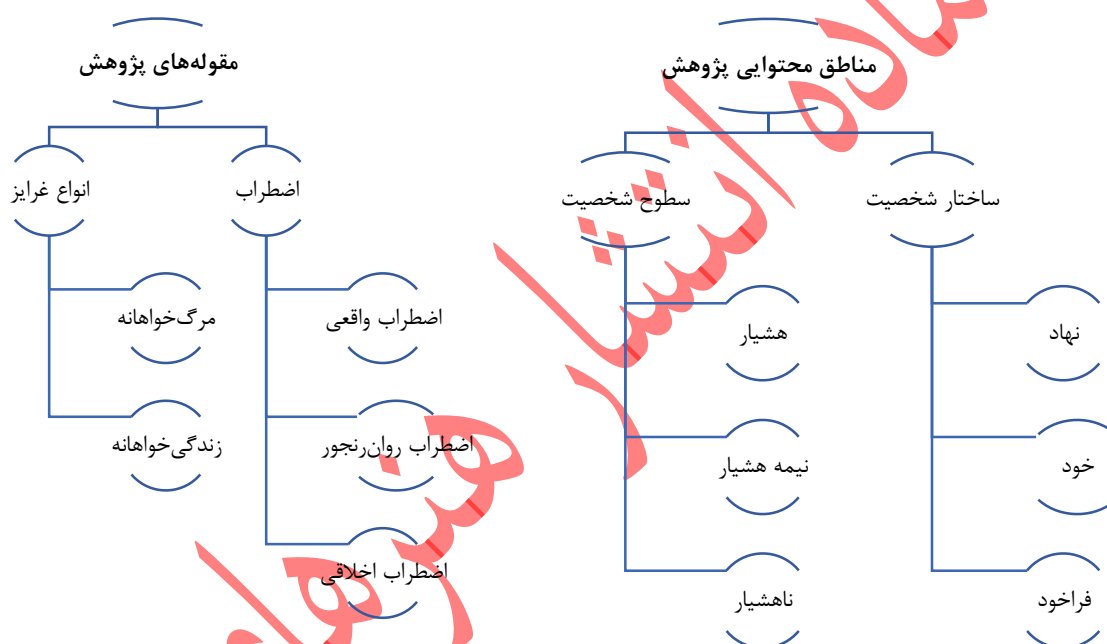 مناطق محتوایی پژوهش
ساختار شخصیت
نهاد
خود
فراخود
سطوح شخصیت
هشیار
نیمه هشیار
ناهشیار
مقوله‌های پژوهش
اضطراب
اضطراب واقعی
اضطراب روان‌رنجور
اضطراب اخلاقی
انواع غرایز
مرگ‌خواهانه
زندگی‌خواهانه